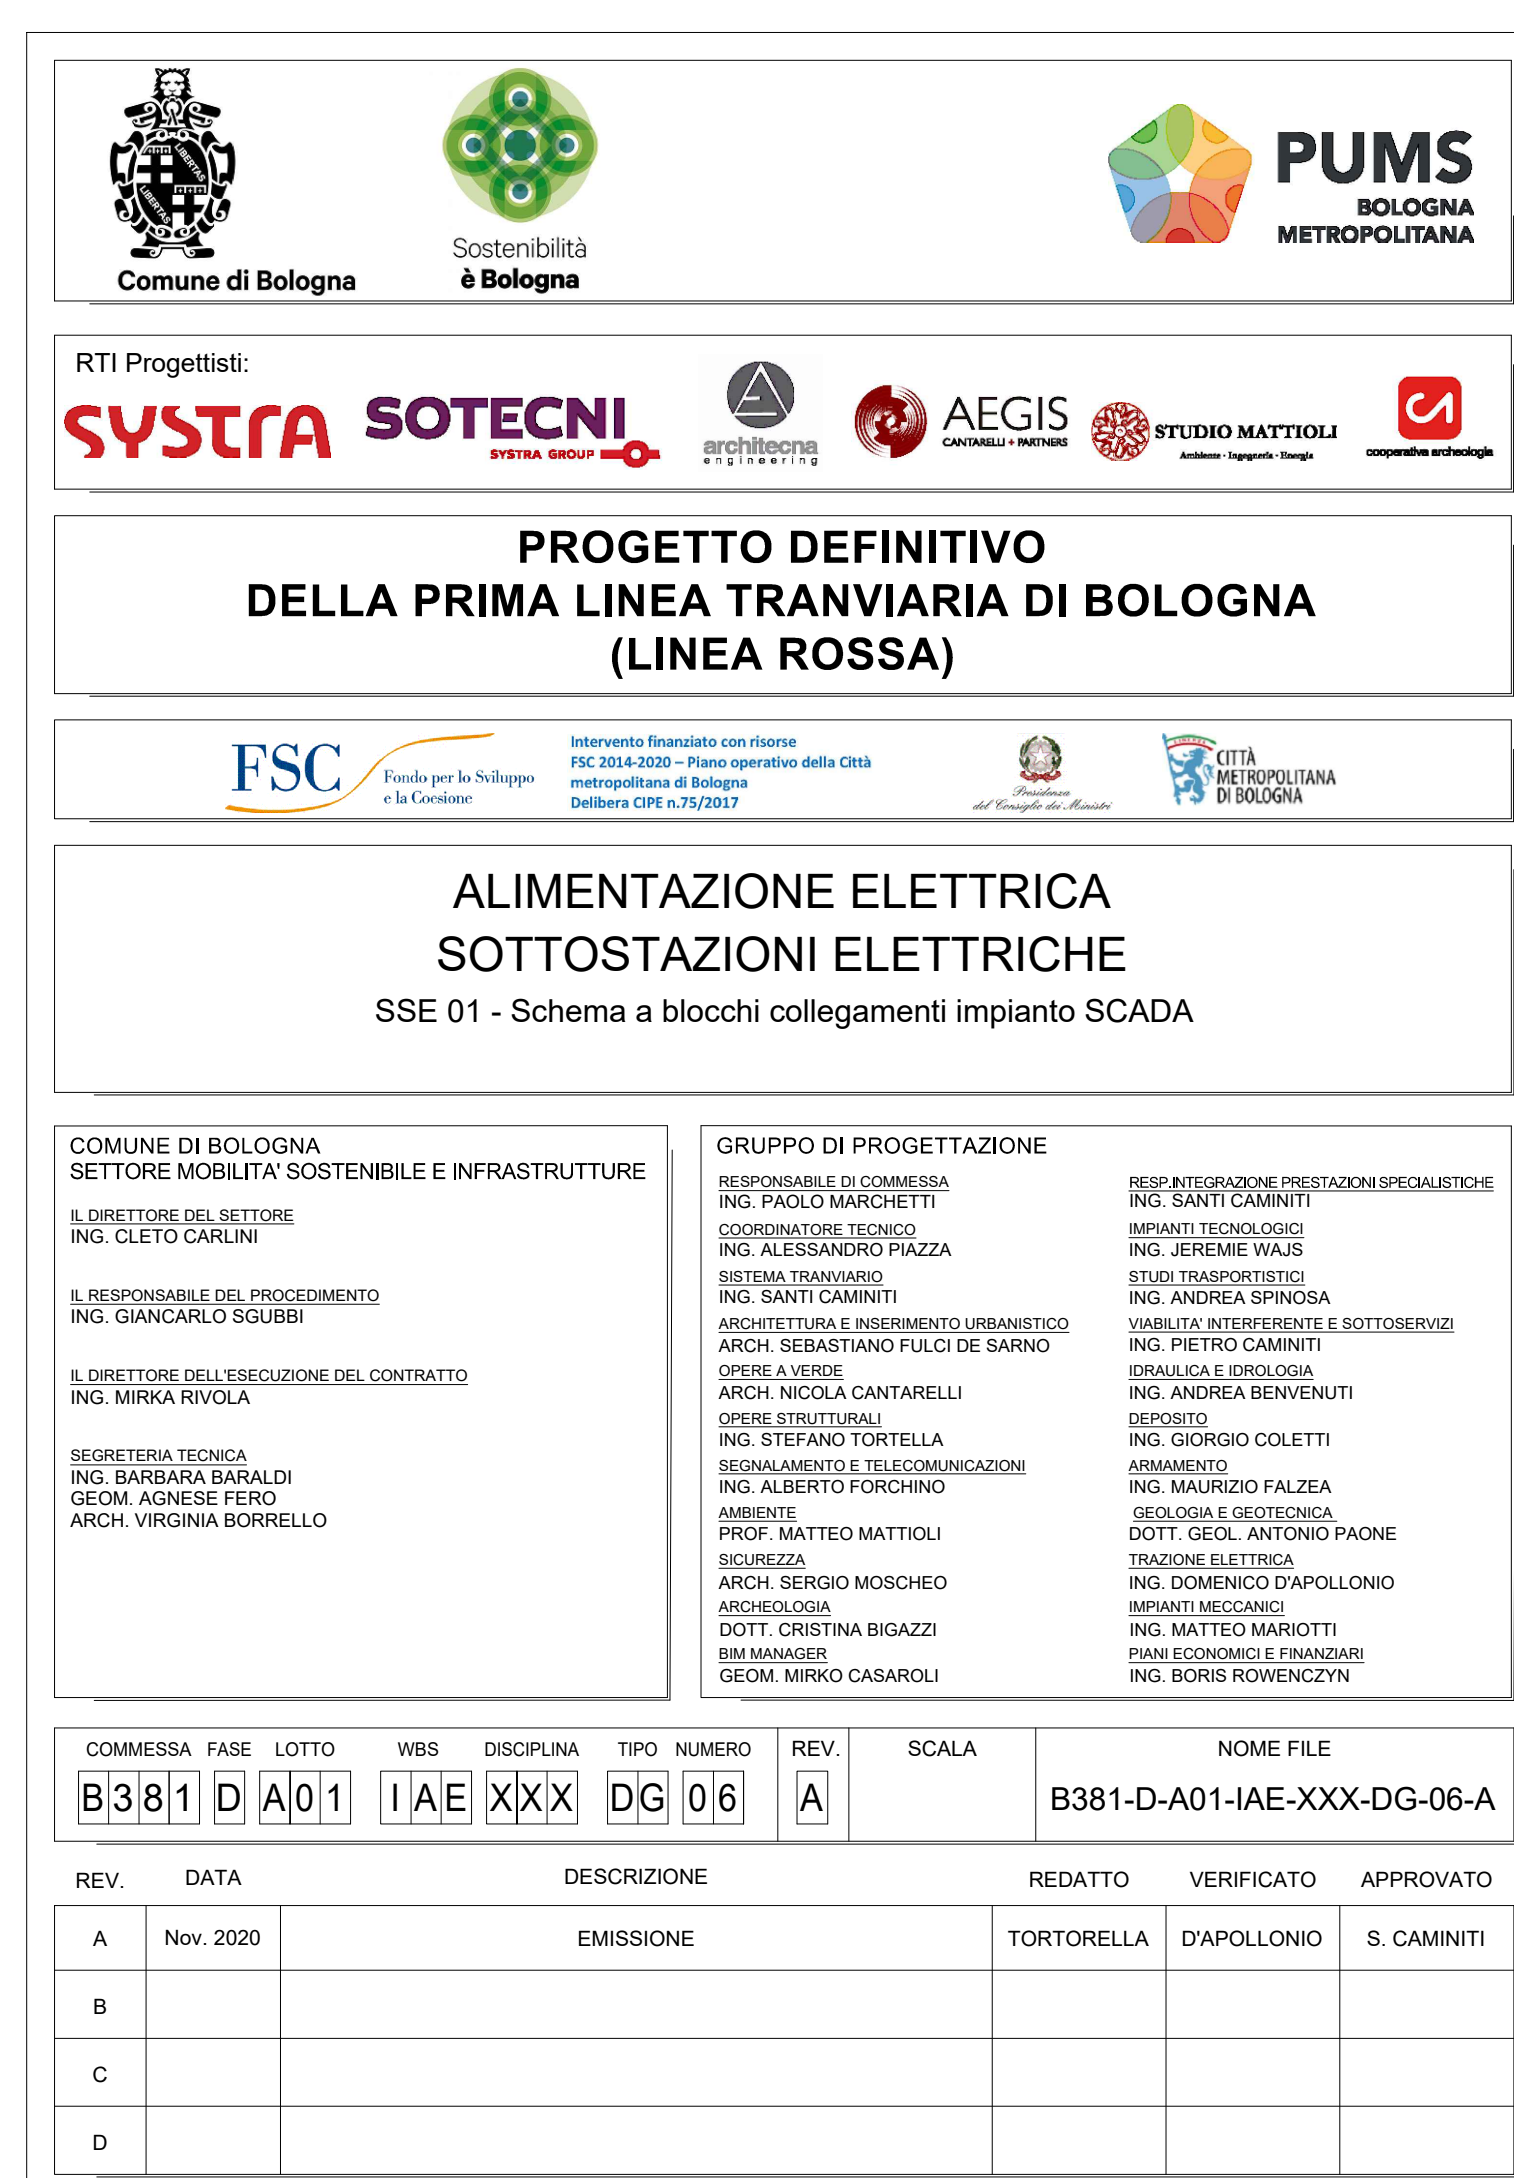 LIBERTAS
LIBERTAS
Comune di Bologna
Sostenibilità
è Bologna
PUMS
BOLOGNA
METROPOLITANA
RTI Progettisti:
SYSTRA
SOTECNI
SYSTRA GROUP
architecna
engineering
AEGIS
CANTARELLI + PARTNERS
STUDIO MATTIOLI
Ambiente - Ingegneria - Energia
cooperativa archeologia
PROGETTO DEFINITIVO
DELLA PRIMA LINEA TRANVIARIA DI BOLOGNA
(LINEA ROSSA)
FSC
Fondo per lo Sviluppo
e la Coesione
Intervento finanziato con risorse
FSC 2014-2020 – Piano operativo della Città
metropolitana di Bologna
Delibera CIPE n.75/2017
Presidenza
del Consiglio dei Ministri
CITTÀ
METROPOLITANA
DI BOLOGNA
ALIMENTAZIONE ELETTRICA
SOTTOSTAZIONI ELETTRICHE
SSE 01 - Schema a blocchi collegamenti impianto SCADA
COMUNE DI BOLOGNA
SETTORE MOBILITA' SOSTENIBILE E INFRASTRUTTURE
IL DIRETTORE DEL SETTORE
ING. CLETO CARLINI
IL RESPONSABILE DEL PROCEDIMENTO
ING. GIANCARLO SGUBBI
IL DIRETTORE DELL'ESECUZIONE DEL CONTRATTO
ING. MIRKA RIVOLA
SEGRETERIA TECNICA
ING. BARBARA BARALDI
GEOM. AGNESE FERO
ARCH. VIRGINIA BORRELLO
GRUPPO DI PROGETTAZIONE
RESPONSABILE DI COMMESSA
ING. PAOLO MARCHETTI
COORDINATORE TECNICO
ING. ALESSANDRO PIAZZA
SISTEMA TRANVIARIO
ING. SANTI CAMINITI
ARCHITETTURA E INSERIMENTO URBANISTICO
ARCH. SEBASTIANO FULCI DE SARNO
OPERE A VERDE
ARCH. NICOLA CANTARELLI
OPERE STRUTTURALI
ING. STEFANO TORTELLA
SEGNALAMENTO E TELECOMUNICAZIONI
ING. ALBERTO FORCHINO
AMBIENTE
PROF. MATTEO MATTIOLI
SICUREZZA
ARCH. SERGIO MOSCHEO
ARCHEOLOGIA
DOTT. CRISTINA BIGAZZI
BIM MANAGER
GEOM. MIRKO CASAROLI
RESP.INTEGRAZIONE PRESTAZIONI SPECIALISTICHE
ING. SANTI CAMINITI
IMPIANTI TECNOLOGICI
ING. JEREMIE WAJS
STUDI TRASPORTISTICI
ING. ANDREA SPINOSA
VIABILITA' INTERFERENTE E SOTTOSERVIZI
ING. PIETRO CAMINITI
IDRAULICA E IDROLOGIA
ING. ANDREA BENVENUTI
DEPOSITO
ING. GIORGIO COLETTI
ARMAMENTO
ING. MAURIZIO FALZEA
GEOLOGIA E GEOTECNICA
DOTT. GEOL. ANTONIO PAONE
TRAZIONE ELETTRICA
ING. DOMENICO D'APOLLONIO
IMPIANTI MECCANICI
ING. MATTEO MARIOTTI
PIANI ECONOMICI E FINANZIARI
ING. BORIS ROWENCZYN
COMMESSA FASE LOTTO WBS DISCIPLINA TIPO NUMERO REV. SCALA NOME FILE
B381 D A01 IAE XXX DG 06 A B381-D-A01-IAE-XXX-DG-06-A
REV. DATA DESCRIZIONE REDATTO VERIFICATO APPROVATO
A Nov. 2020 EMISSIONE TORTORELLA D'APOLLONIO S. CAMINITI
B
C
D